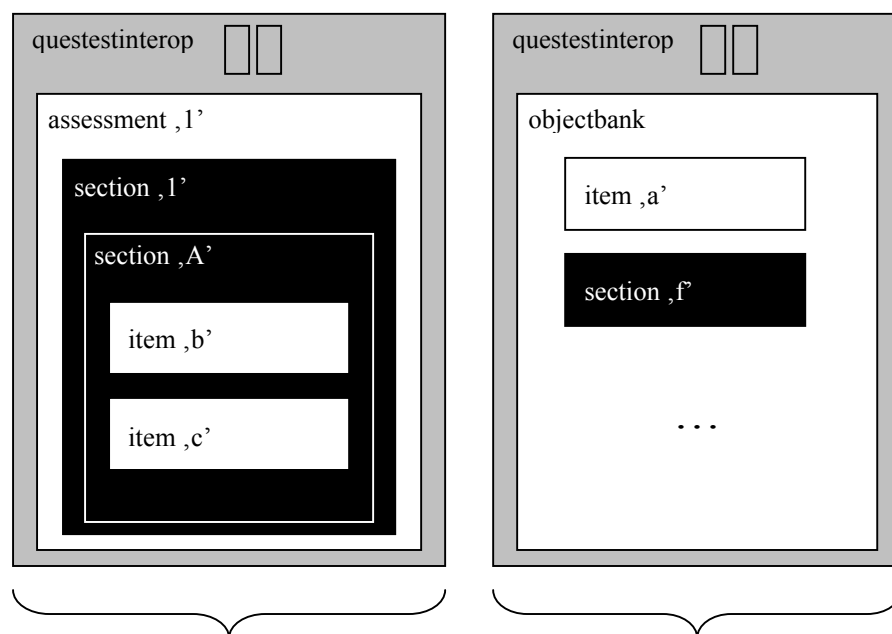 questestinterop
assessment ‚1’
section ‚1’
section ‚A’
item ‚b’
item ‚c’
questestinterop
objectbank
item ‚a’
section ‚f’
...